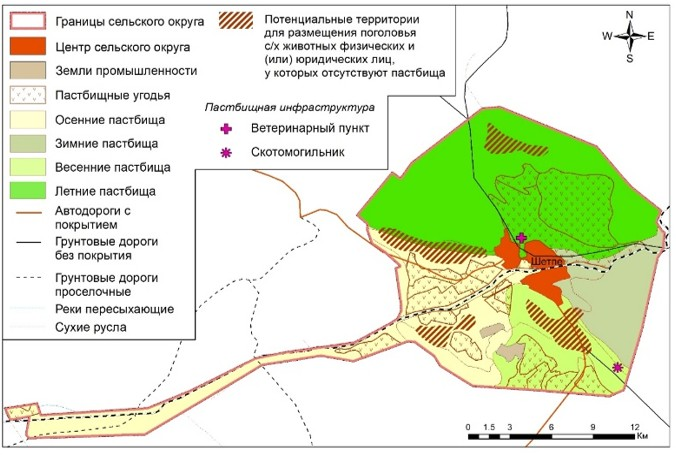 Границы сельского округа
Центр сельского округа
Земли промышленности
Пастбищные угодья
Осенние пастбища
Зимние пастбища
Весенние пастбища
Летние пастбища
Автодороги с
покрытием
Грунтовые дороги
без покрытия
Грунтовые дороги
проселочные
Реки пересыхающие
Сухие русла
Потенциальные территории
для размещения поголовья
с/х животных физических и
(или) юридических лиц,
у которых отсутствуют пастбища
Пастбищная инфраструктура
Ветеринарный пункт
Скотомогильник
N
W E
S
Шетпе
0 1.5 3 6 9 12
Км